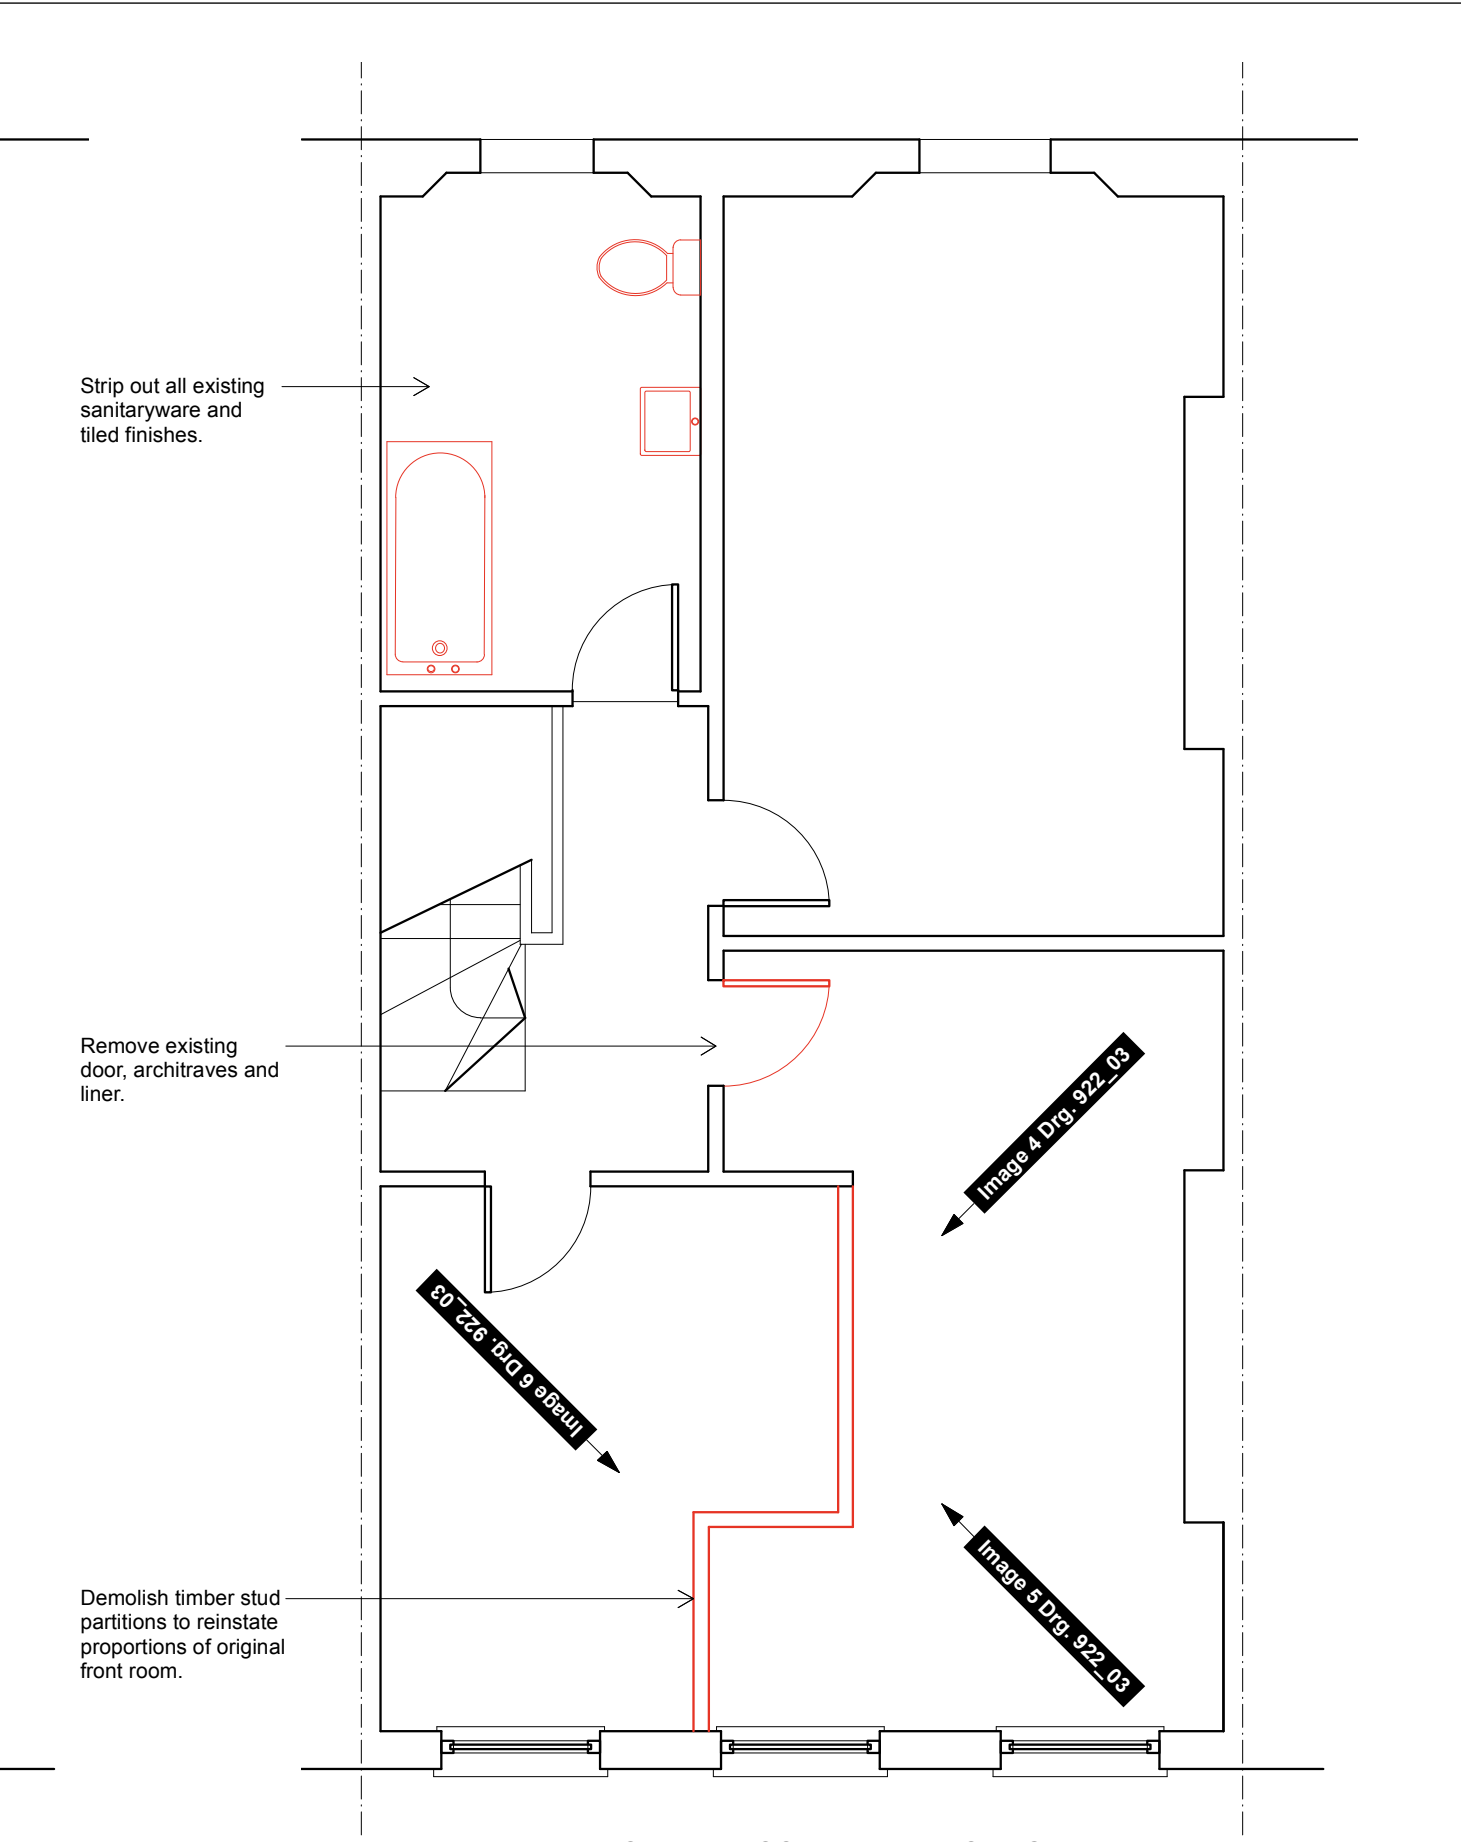 Strip out all existing
sanitaryware and
tiled finishes.
Remove existing
door, architraves and
liner.
Image 4 Drg. 922_03
Image 6 Drg. 922_03
Image 5 Drg. 922_03
Demolish timber stud
partitions to reinstate
proportions of original
front room.